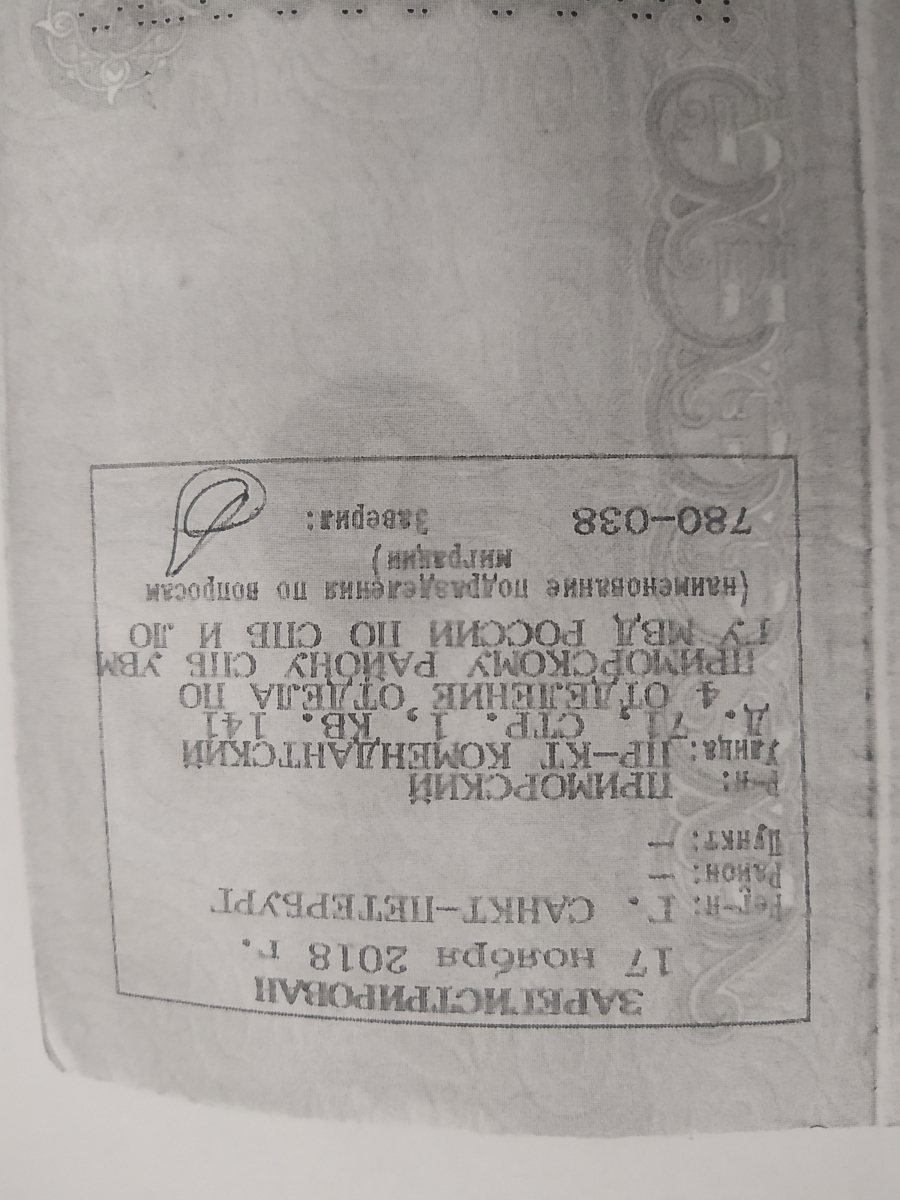 ЗАРЕГИСТРИРОВАН
17 ноября 2018 г.
Рег-н: Г. САНКТ-ПЕТЕРБУРГ
Район: -
Пункт: -
Р-н: ПРИМОРСКИЙ
Улица: ПР-КТ КОМЕНДАНТСКИЙ
Д. 71, СТР. 1, КВ. 141
4 ОТДЕЛЕНИЕ ОТДЕЛА ПО
ПРИМОРСКОМУ РАЙОНУ СПБ УВМ
ГУ МВД РОССИИ ПО СПБ И ЛО
(наименование подразделения по вопросам
миграции)
780-038 Заверил: